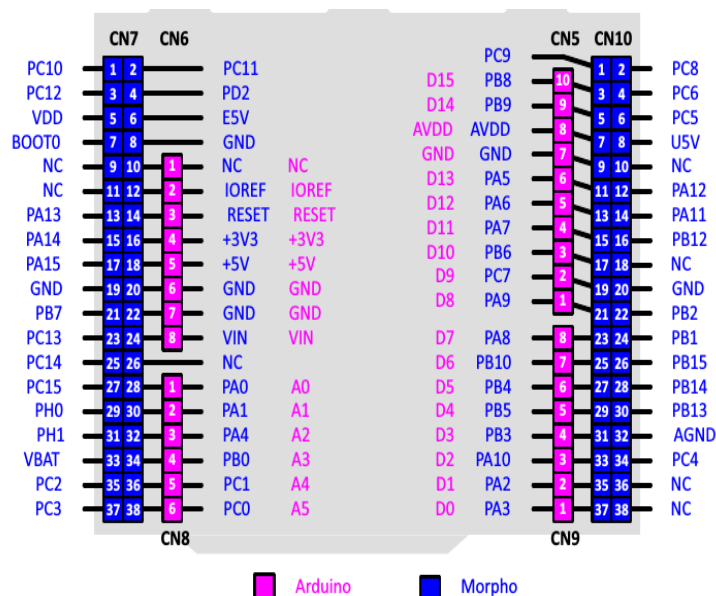 CN7 CN6 CN5 CN10
PC9
PC10 1 2 PC11 1 2 PC8
D15 PB8 10
PC12 3 4 PD2 3 4 PC6
D14 PB9 9
VDD 5 6 E5V 5 6 PC5
AVDD AVDD 8
BOOT0 7 8 GND 7 8 U5V
GND GND 7
NC 9 10 1 NC NC 9 10 NC
D13 PA5 6
NC 11 12 2 IOREF IOREF 11 12 PA12
D12 PA6 5
PA13 13 14 3 RESET RESET 13 14 PA11
D11 PA7 4
PA14 15 16 4 +3V3 +3V3 15 16 PB12
D10 PB6 3
PA15 17 18 5 +5V +5V 17 18 NC
D9 PC7 2
GND 19 20 6 GND GND 19 20 GND
D8 PA9 1
PB7 21 22 7 GND GND 21 22 PB2
PC13 23 24 8 VIN VIN D7 PA8 8 23 24 PB1
PC14 25 26 NC D6 PB10 7 25 26 PB15
PC15 27 28 1 PA0 A0 D5 PB4 6 27 28 PB14
PH0 29 30 2 PA1 A1 D4 PB5 5 29 30 PB13
PH1 31 32 3 PA4 A2 D3 PB3 4 31 32 AGND
VBAT 33 34 4 PB0 A3 D2 PA10 3 33 34 PC4
PC2 35 36 5 PC1 A4 D1 PA2 2 35 36 NC
PC3 37 38 6 PC0 A5 D0 PA3 1 37 38 NC
CN8 CN9
Arduino Morpho